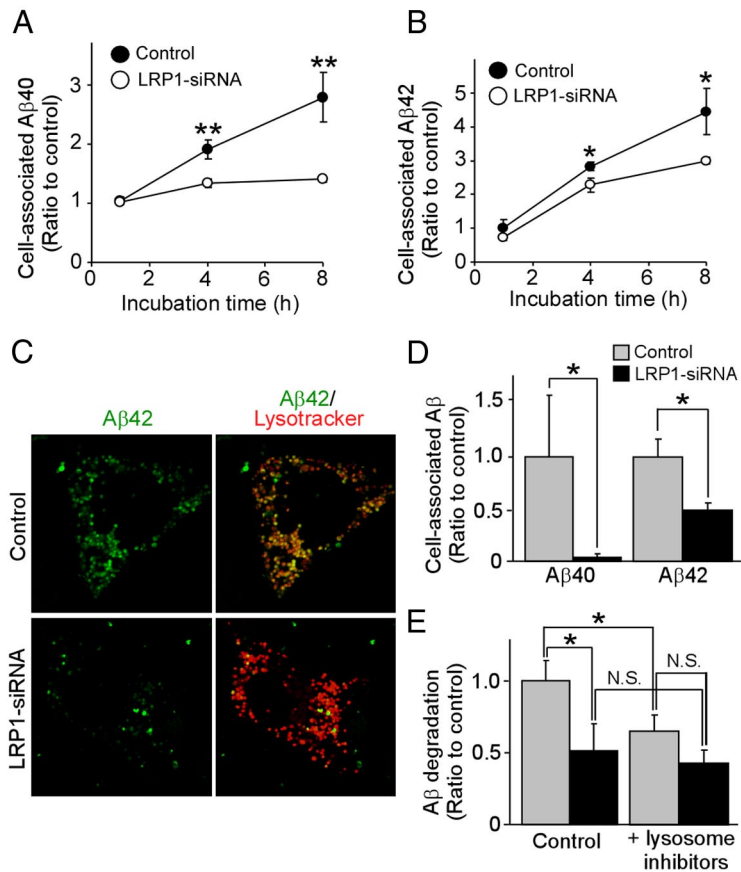 A
Control
LRP1-siRNA
Cell-associated Aβ40
(Ratio to control)
3
2
1
0
** **
0 2 4 6 8
Incubation time (h)
B
Control
LRP1-siRNA
Cell-associated Aβ42
(Ratio to control)
5
4
3
2
1
0
* *
0 2 4 6 8
Incubation time (h)
C
Aβ42
Aβ42/
Lysotracker
Control
LRP1-siRNA
D
Control
LRP1-siRNA
Cell-associated Aβ
(Ratio to control)
1.5
1.0
0.5
0
* *
Aβ40 Aβ42
E
Aβ degradation
(Ratio to control)
1.0
0.5
0
*
*
N.S.
N.S.
Control
+ lysosome
inhibitors